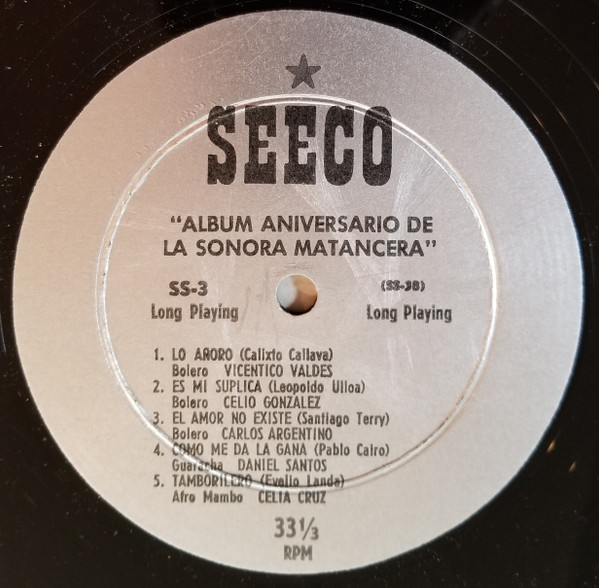 SEECO
"ALBUM ANIVERSARIO DE
LA SONORA MATANCERA"
SS-3 (SS-3B)
Long Playing Long Playing
1. LO AÑORO (Calixto Callava)
Bolero VICENTICO VALDES
2. ES MI SUPLICA (Leopoldo Ulloa)
Bolero CELIO GONZALEZ
3. EL AMOR NO EXISTE (Santiago Terry)
Bolero CARLOS ARGENTINO
4. COMO ME DA LA GANA (Pablo Cairo)
Guaracha DANIEL SANTOS
5. TAMBORILERO (Evelio Landa)
Afro Mambo CELIA CRUZ
33⅓
RPM